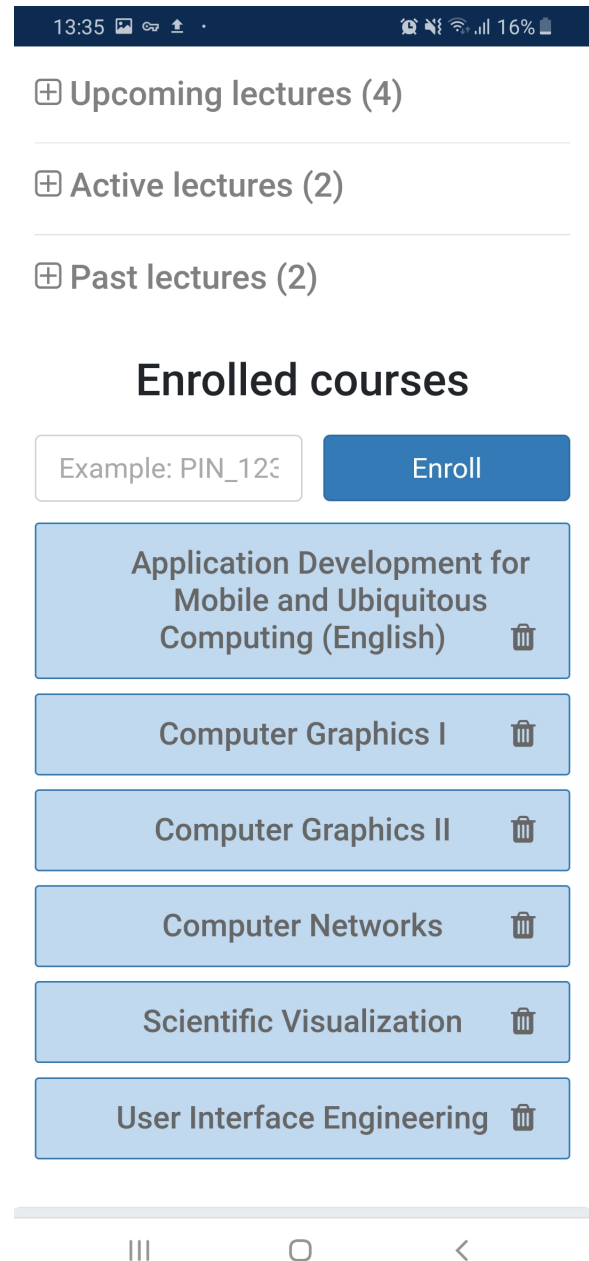 13:35 16%
Upcoming lectures (4)
Active lectures (2)
Past lectures (2)
Enrolled courses
Example: PIN_123 Enroll
Application Development for
Mobile and Ubiquitous
Computing (English)
Computer Graphics I
Computer Graphics II
Computer Networks
Scientific Visualization
User Interface Engineering